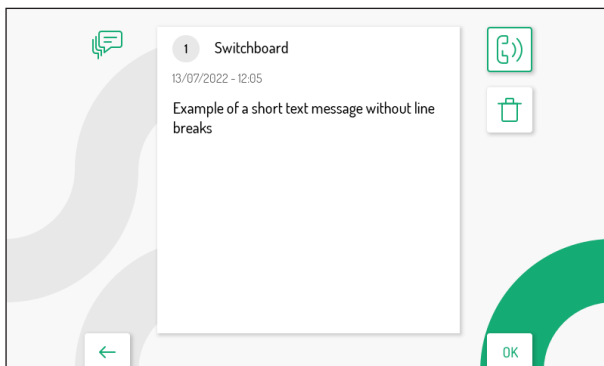 1 Switchboard
13/07/2022 - 12:05
Example of a short text message without line
breaks
OK